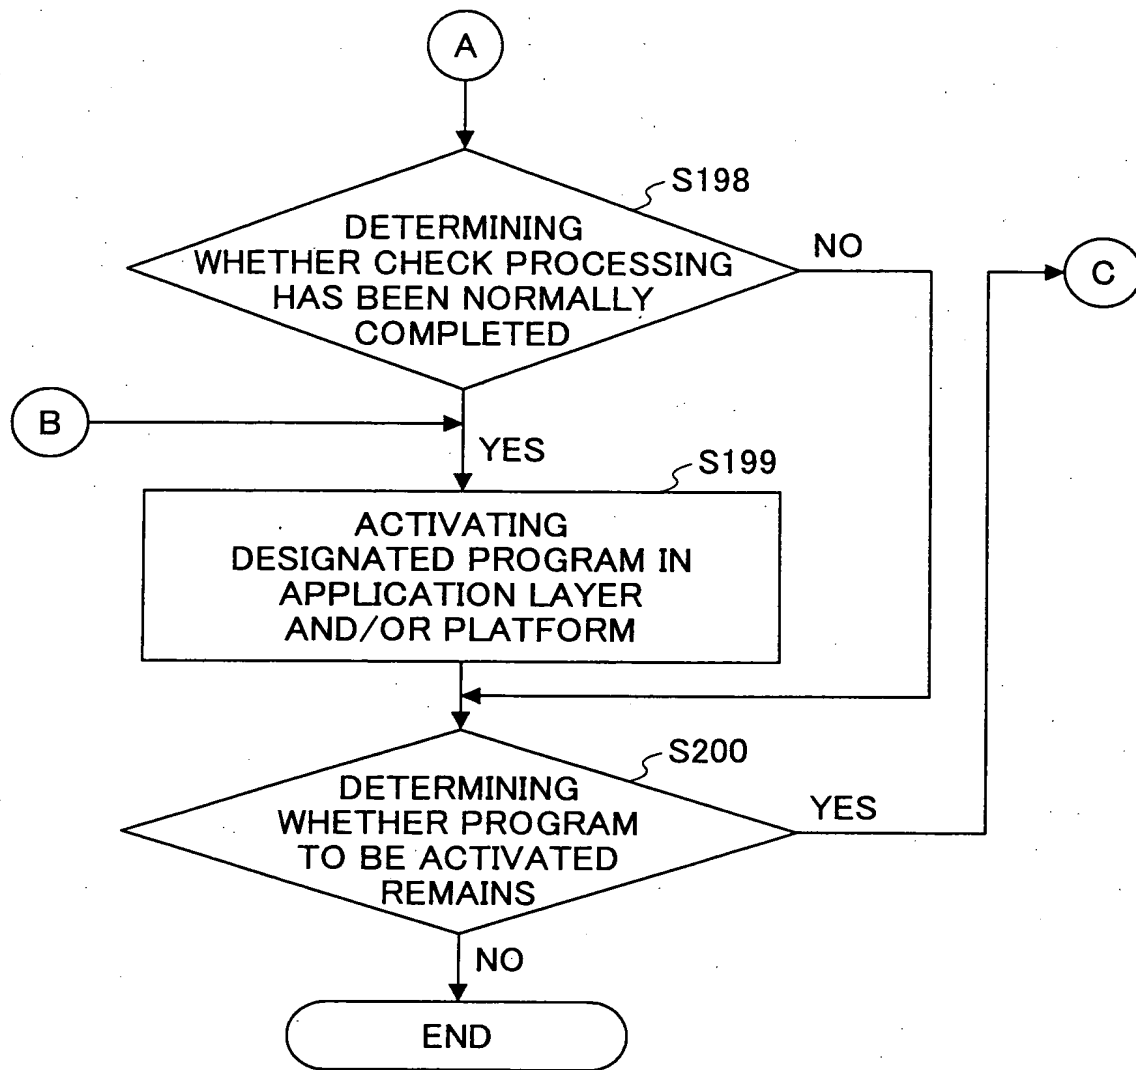 A
S198
DETERMINING
WHETHER CHECK PROCESSING
HAS BEEN NORMALLY
COMPLETED
NO
C
B
YES
S199
ACTIVATING
DESIGNATED PROGRAM IN
APPLICATION LAYER
AND/OR PLATFORM
S200
DETERMINING
WHETHER PROGRAM
TO BE ACTIVATED
REMAINS
YES
NO
END